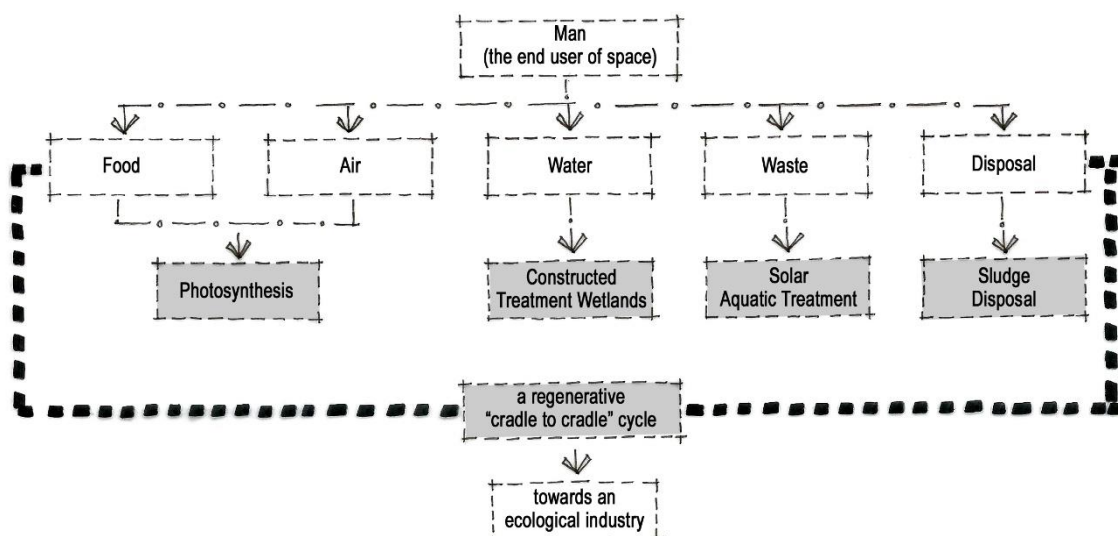 Man
(the end user of space)
Food
Air
Water
Waste
Disposal
Photosynthesis
Constructed
Treatment Wetlands
Solar
Aquatic Treatment
Sludge
Disposal
a regenerative
“cradle to cradle” cycle
towards an
ecological industry